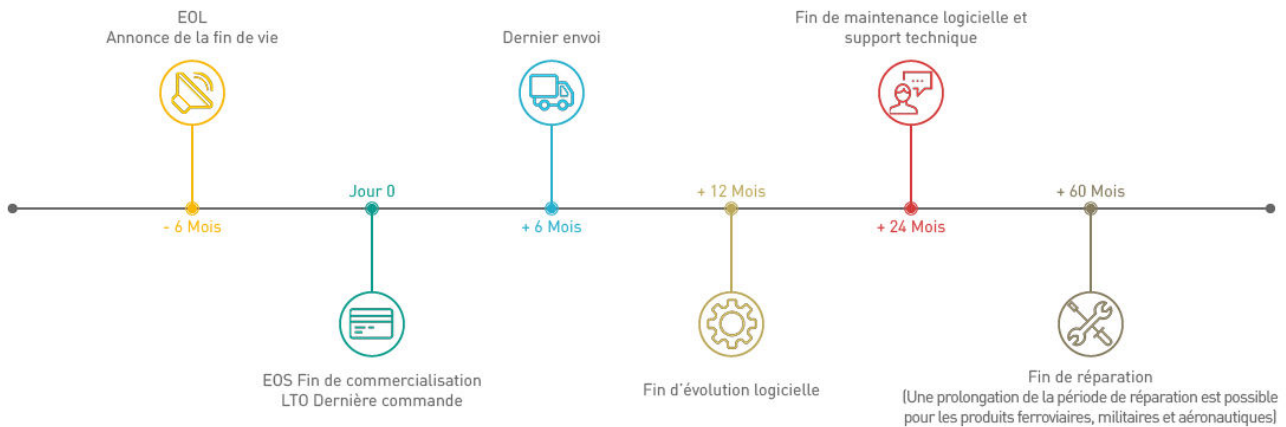 EOL
Annonce de la fin de vie
- 6 Mois
Jour 0
EOS Fin de commercialisation
LTO Dernière commande
Dernier envoi
+ 6 Mois
+ 12 Mois
Fin d'évolution logicielle
Fin de maintenance logicielle et
support technique
+ 24 Mois
+ 60 Mois
Fin de réparation
(Une prolongation de la période de réparation est possible
pour les produits ferroviaires, militaires et aéronautiques)